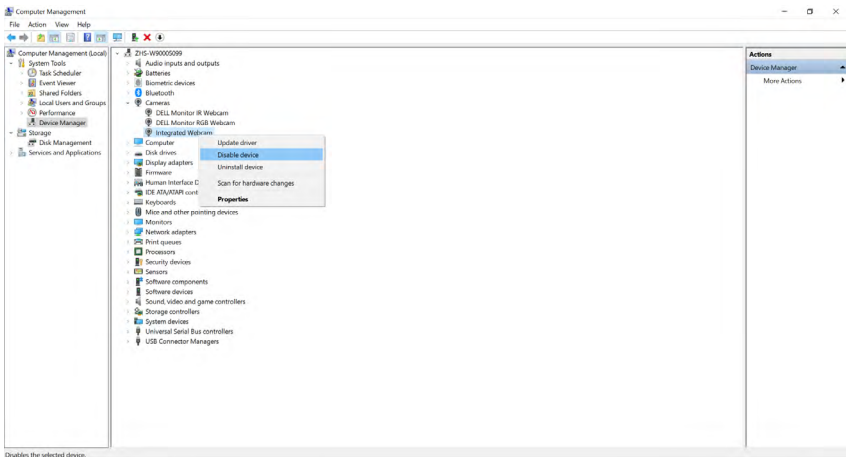 Computer Management
File Action View Help
Computer Management (Local)
System Tools
Task Scheduler
Event Viewer
Shared Folders
Local Users and Groups
Performance
Device Manager
Storage
Disk Management
Services and Applications
ZHS-W90005099
Audio inputs and outputs
Batteries
Biometric devices
Bluetooth
Cameras
DELL Monitor IR Webcam
DELL Monitor RGB Webcam
Integrated Webcam
Computer
Disk drives
Display adapters
Firmware
Human Interface D
IDE ATA/ATAPI cont
Keyboards
Mice and other pointing devices
Monitors
Network adapters
Print queues
Processors
Security devices
Sensors
Software components
Software devices
Sound, video and game controllers
Storage controllers
System devices
Universal Serial Bus controllers
USB Connector Managers
Update driver
Disable device
Uninstall device
Scan for hardware changes
Properties
Actions
Device Manager
More Actions
Disables the selected device.